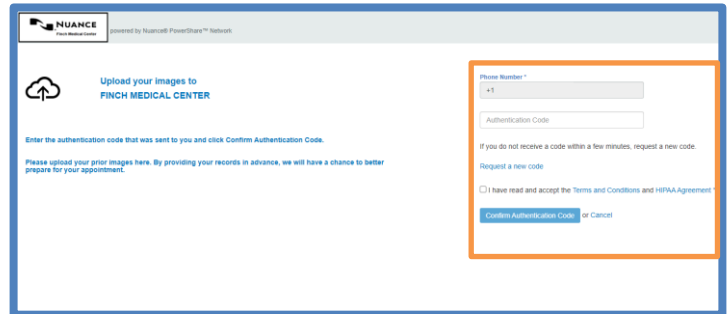 NUANCE
Finch Medical Center
powered by Nuance® PowerShare™ Network
Upload your images to
FINCH MEDICAL CENTER
Enter the authentication code that was sent to you and click Confirm Authentication Code.
Please upload your prior images here. By providing your records in advance, we will have a chance to better
prepare for your appointment.
Phone Number *
+1
Authentication Code
If you do not receive a code within a few minutes, request a new code.
Request a new code
I have read and accept the Terms and Conditions and HIPAA Agreement *
Confirm Authentication Code or Cancel